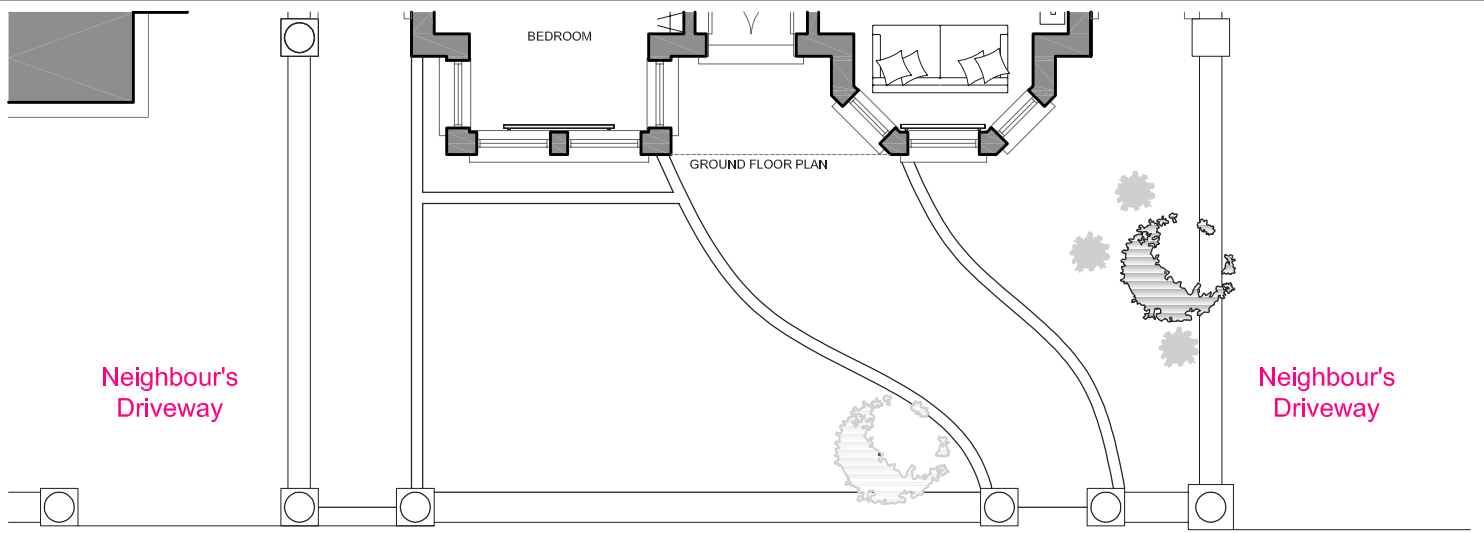 BEDROOM
GROUND FLOOR PLAN
Neighbour's
Driveway
Neighbour's
Driveway